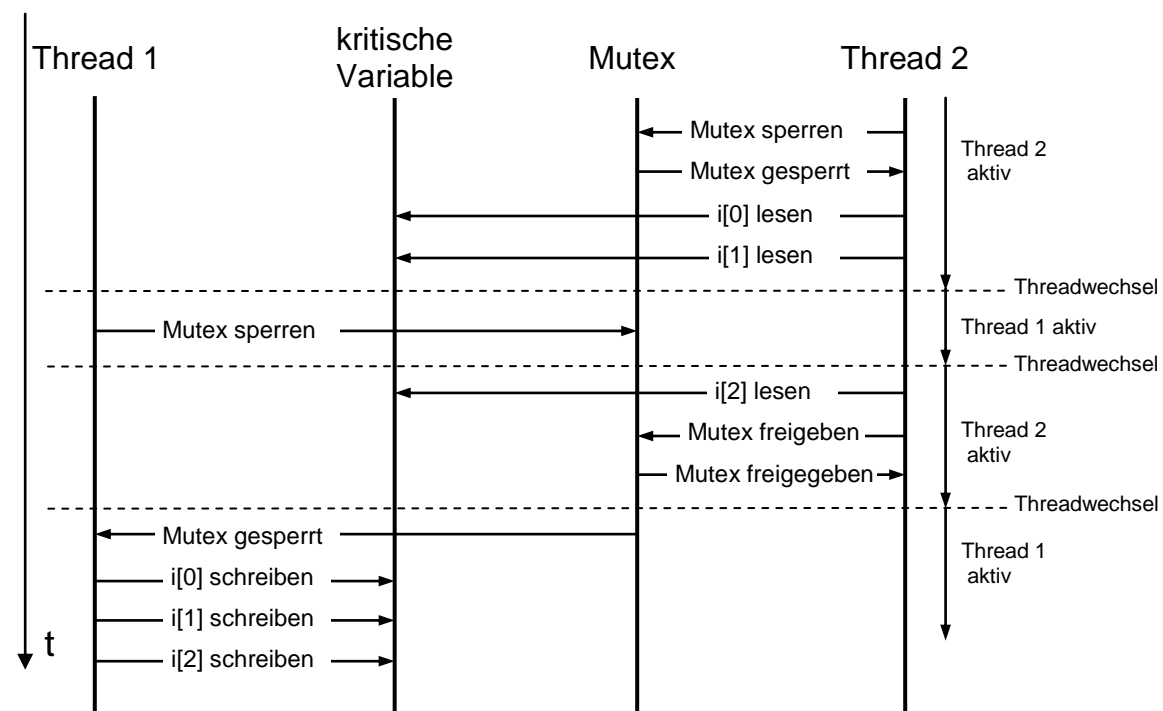 Thread 1
kritische
Variable
Mutex
Thread 2
Mutex sperren
Mutex gesperrt
Thread 2
aktiv
i[0] lesen
i[1] lesen
Threadwechsel
Mutex sperren
Thread 1 aktiv
Threadwechsel
i[2] lesen
Mutex freigeben
Thread 2
aktiv
Mutex freigegeben
Threadwechsel
Mutex gesperrt
Thread 1
aktiv
i[0] schreiben
i[1] schreiben
t
i[2] schreiben